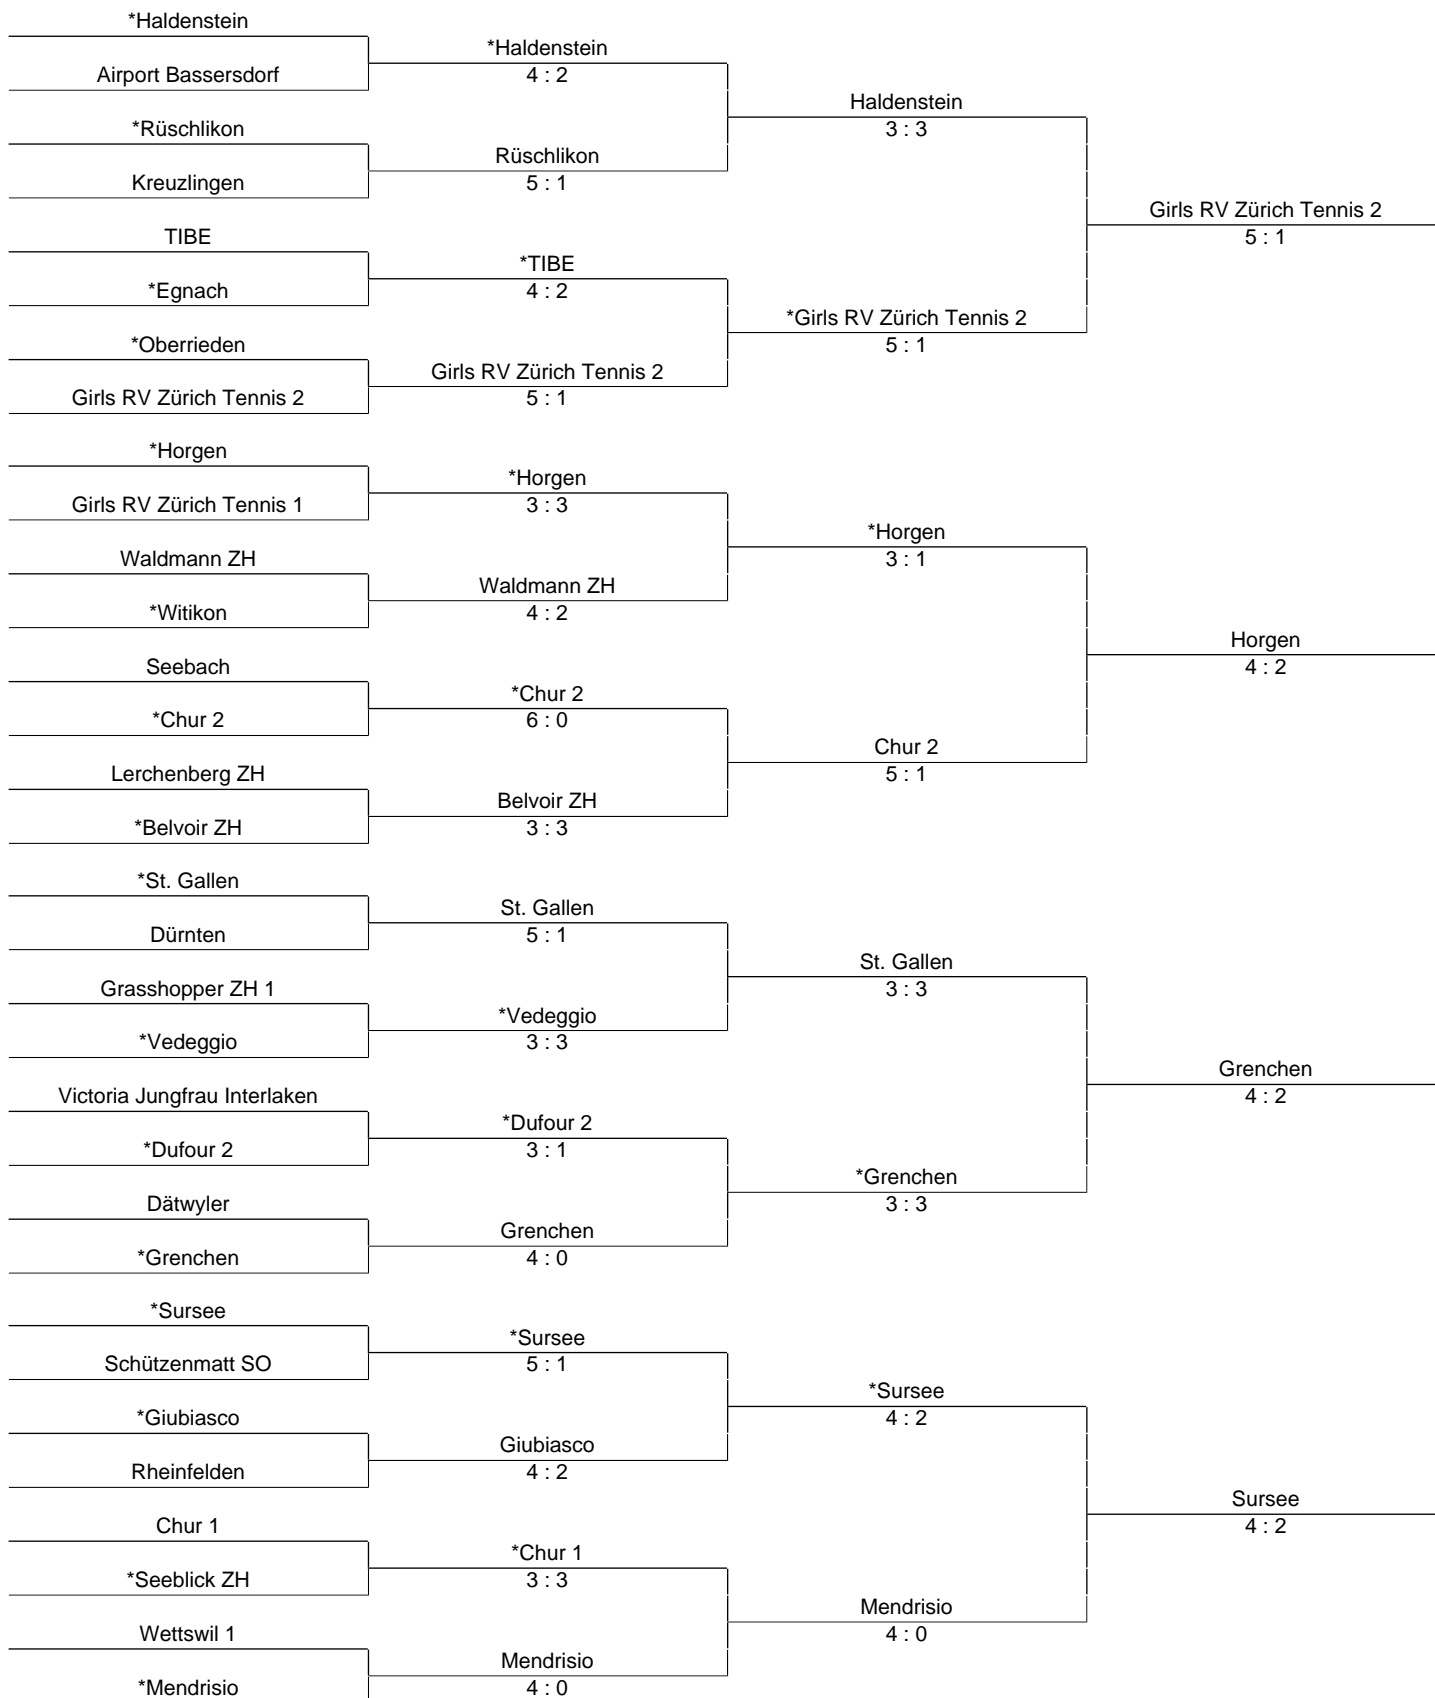 *Haldenstein
Airport Bassersdorf
*Rüschlikon
Kreuzlingen
TIBE
*Egnach
*Oberrieden
Girls RV Zürich Tennis 2
*Horgen
Girls RV Zürich Tennis 1
Waldmann ZH
*Witikon
Seebach
*Chur 2
Lerchenberg ZH
*Belvoir ZH
*St. Gallen
Dürnten
Grasshopper ZH 1
*Vedeggio
Victoria Jungfrau Interlaken
*Dufour 2
Dätwyler
*Grenchen
*Sursee
Schützenmatt SO
*Giubiasco
Rheinfelden
Chur 1
*Seeblick ZH
Wettswil 1
*Mendrisio
*Haldenstein
4 : 2
Rüschlikon
5 : 1
*TIBE
4 : 2
Girls RV Zürich Tennis 2
5 : 1
*Horgen
3 : 3
Waldmann ZH
4 : 2
*Chur 2
6 : 0
Belvoir ZH
3 : 3
St. Gallen
5 : 1
*Vedeggio
3 : 3
*Dufour 2
3 : 1
Grenchen
4 : 0
*Sursee
5 : 1
Giubiasco
4 : 2
*Chur 1
3 : 3
Mendrisio
4 : 0
Haldenstein
3 : 3
*Girls RV Zürich Tennis 2
5 : 1
*Horgen
3 : 1
Chur 2
5 : 1
St. Gallen
3 : 3
*Grenchen
3 : 3
*Sursee
4 : 2
Mendrisio
4 : 0
Girls RV Zürich Tennis 2
5 : 1
Horgen
4 : 2
Grenchen
4 : 2
Sursee
4 : 2